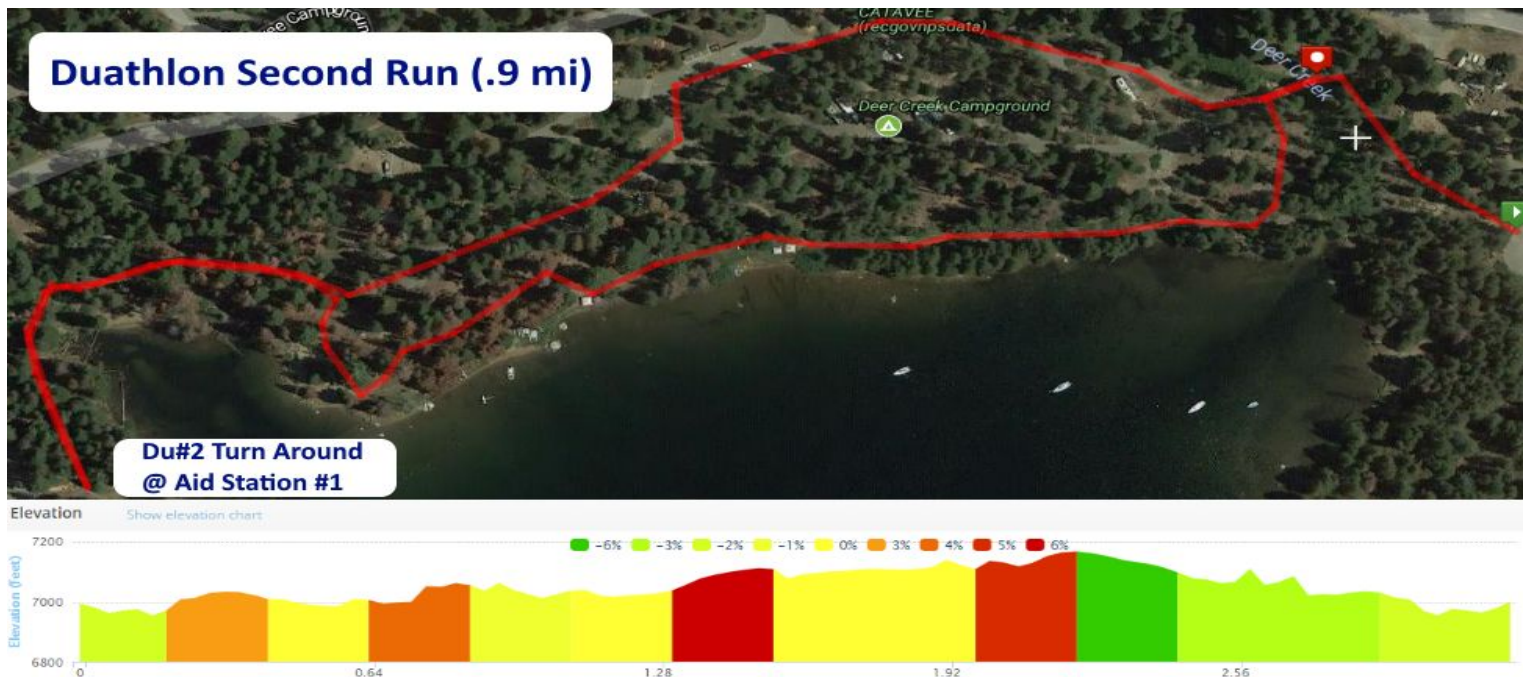 Campground
CATAVEE
(recgovnpsdata)
Duathlon Second Run (.9 mi)
Deer Creek
Deer Creek Campground
Du#2 Turn Around
@ Aid Station #1
Elevation Show elevation chart
7200
-6% -3% -2% -1% 0% 3% 4% 5% 6%
7000
Elevation (feet)
6800
0 0.64 1.28 1.92 2.56